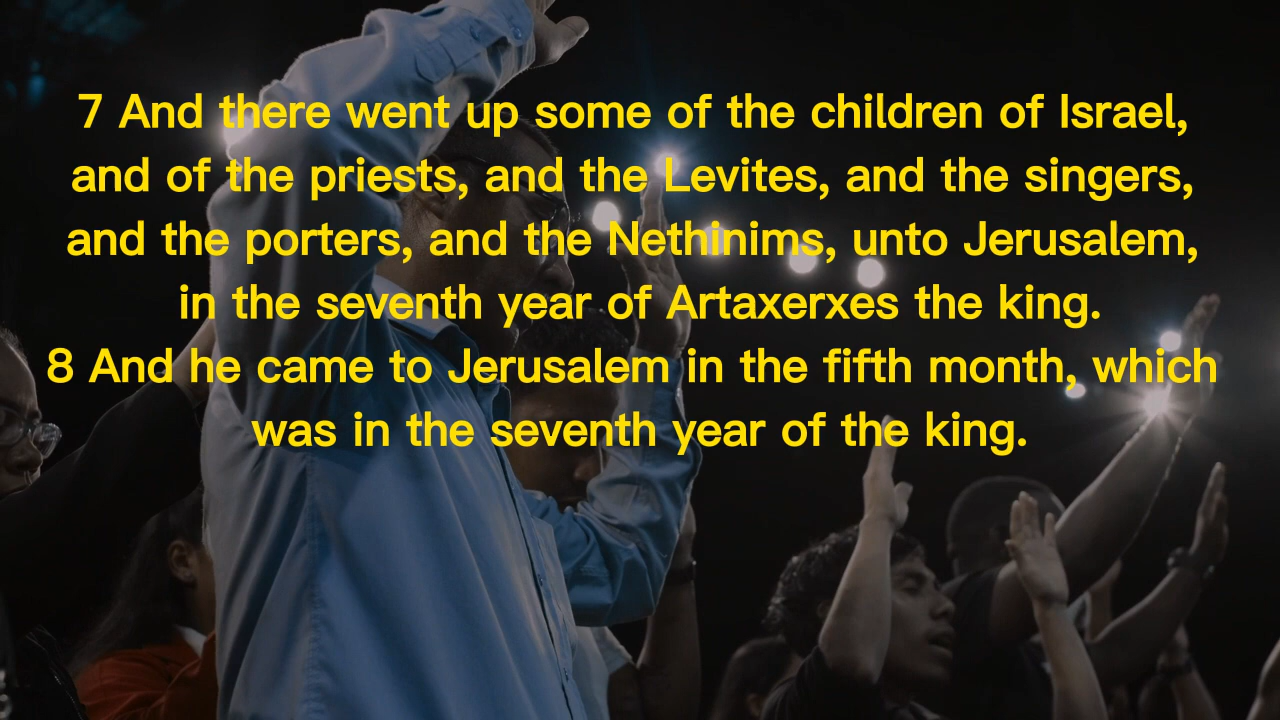 7 And there went up some of the children of Israel,
and of the priests, and the Levites, and the singers,
and the porters, and the Nethinims, unto Jerusalem,
in the seventh year of Artaxerxes the king.
8 And he came to Jerusalem in the fifth month, which
was in the seventh year of the king.